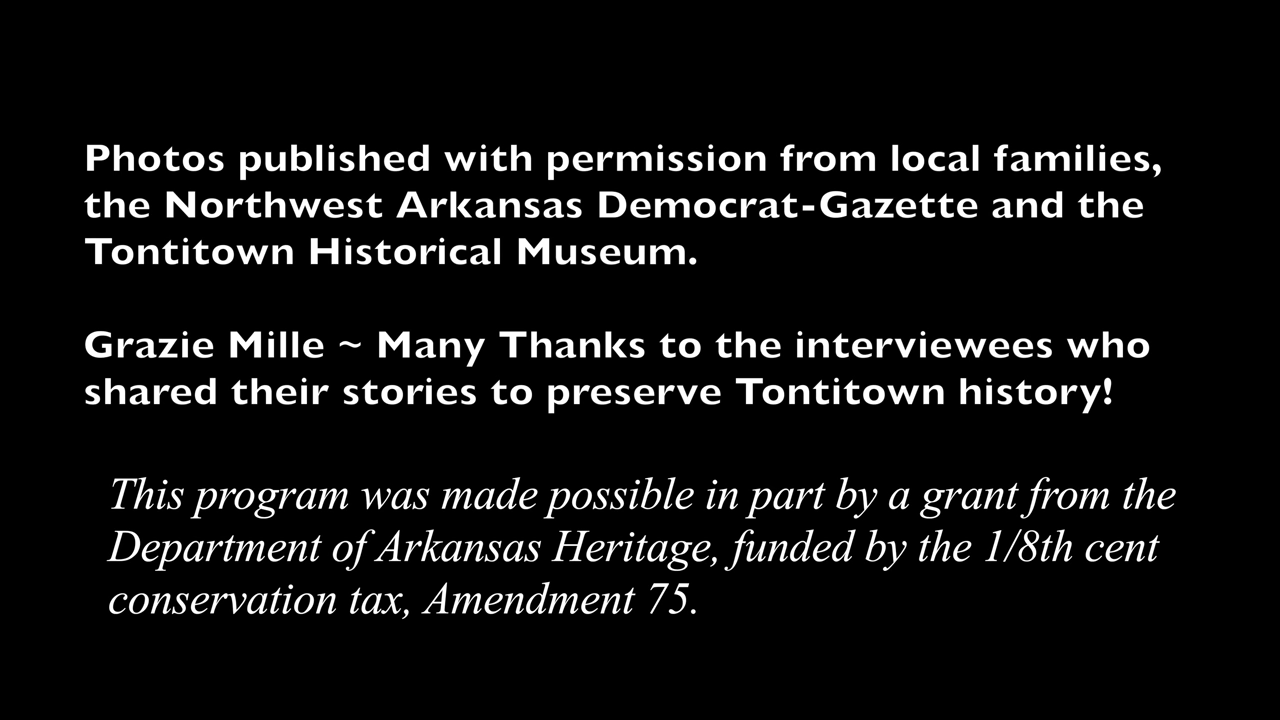 Photos published with permission from local families,
the Northwest Arkansas Democrat-Gazette and the
Tontitown Historical Museum.
Grazie Mille ~ Many Thanks to the interviewees who
shared their stories to preserve Tontitown history!
This program was made possible in part by a grant from the
Department of Arkansas Heritage, funded by the 1/8th cent
conservation tax, Amendment 75.